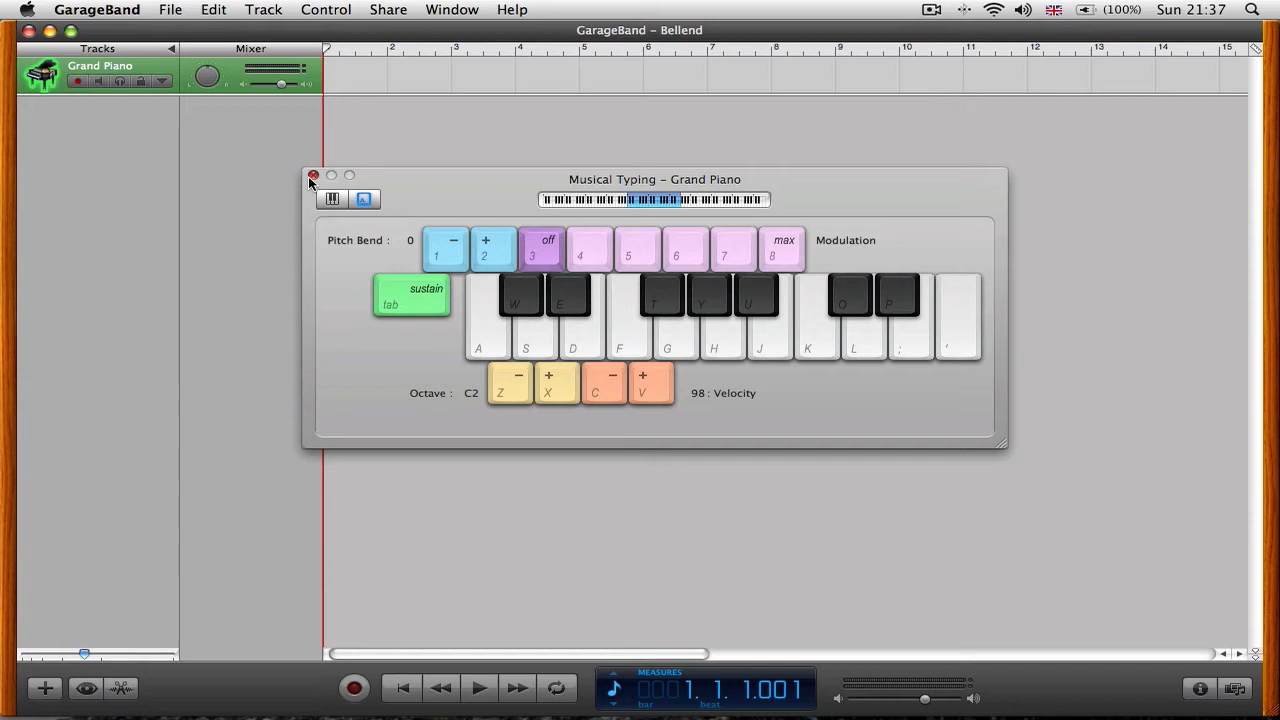 GarageBand File Edit Track Control Share Window Help (100%) Sun 21:37
GarageBand – Bellend
Tracks Mixer 2 3 4 5 6 7 8 9 10 11 12 13 14 15
Grand Piano
L R
Musical Typing – Grand Piano
Pitch Bend : 0 – 1 + 2 off 3 4 5 6 7 max 8 Modulation
sustain tab W E T Y U O P
A S D F G H J K L ; '
Octave : C2 – Z + X – C + V 98 : Velocity
MEASURES
0001. 1. 1.001
bar beat